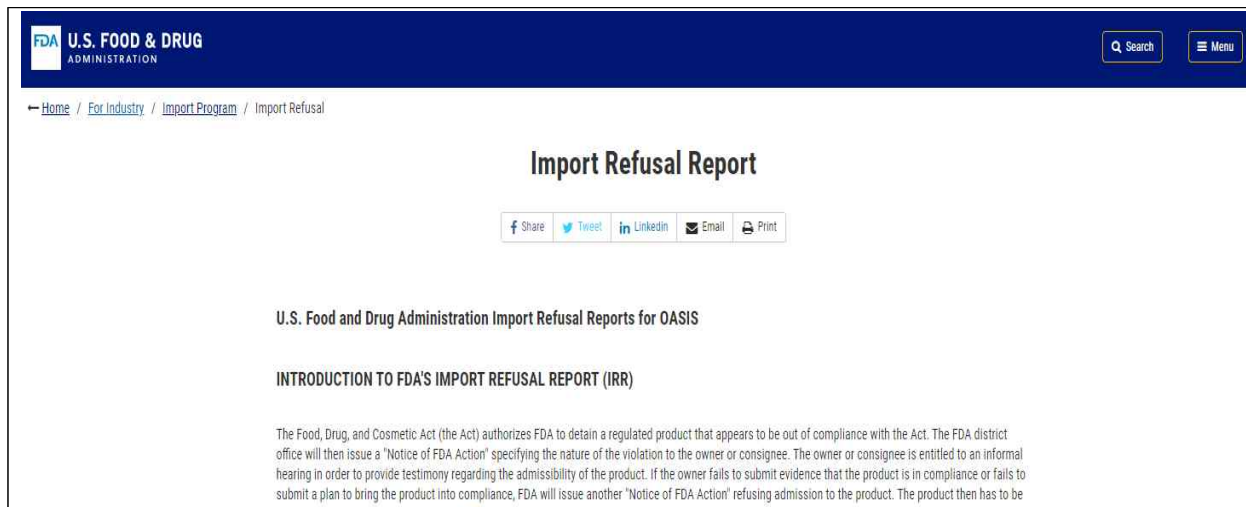 FDA U.S. FOOD & DRUG
ADMINISTRATION
Search
Menu
Home / For Industry / Import Program / Import Refusal
Import Refusal Report
Share Tweet Linkedin Email Print
U.S. Food and Drug Administration Import Refusal Reports for OASIS
INTRODUCTION TO FDA'S IMPORT REFUSAL REPORT (IRR)
The Food, Drug, and Cosmetic Act (the Act) authorizes FDA to detain a regulated product that appears to be out of compliance with the Act. The FDA district
office will then issue a "Notice of FDA Action" specifying the nature of the violation to the owner or consignee. The owner or consignee is entitled to an informal
hearing in order to provide testimony regarding the admissibility of the product. If the owner fails to submit evidence that the product is in compliance or fails to
submit a plan to bring the product into compliance, FDA will issue another "Notice of FDA Action" refusing admission to the product. The product then has to be